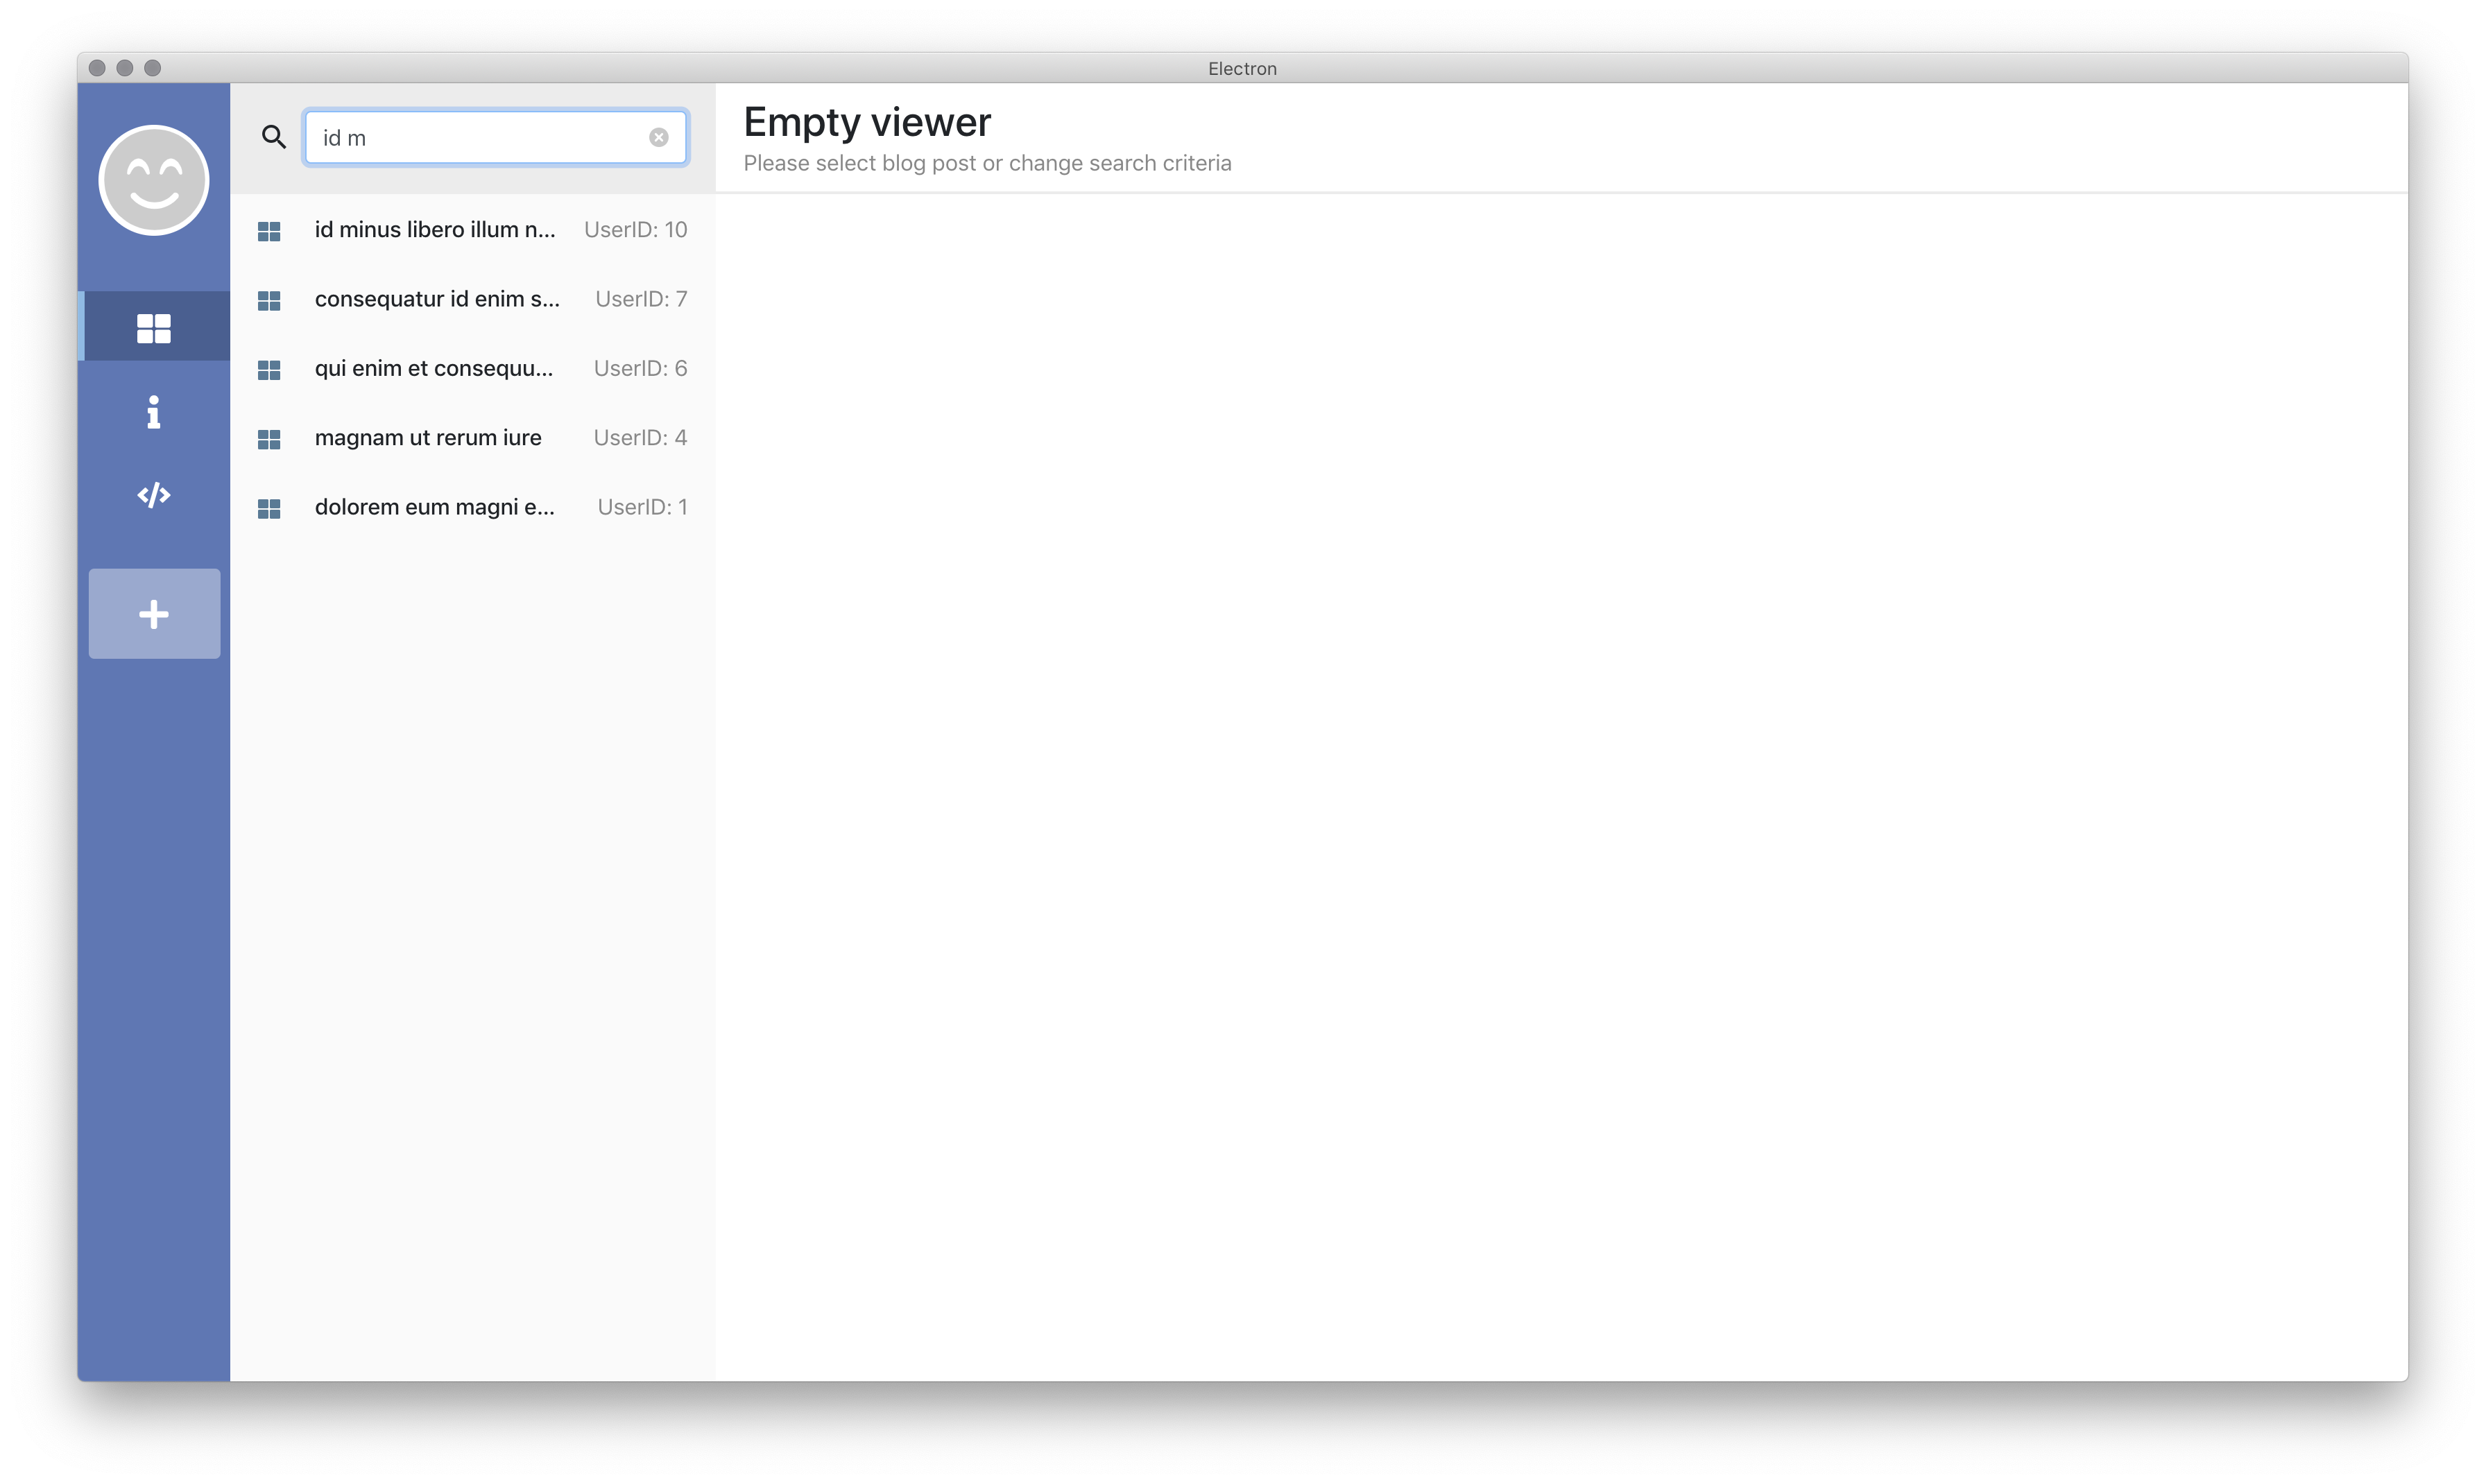 Electron
id m
Empty viewer
Please select blog post or change search criteria
id minus libero illum n... UserID: 10
consequatur id enim s... UserID: 7
qui enim et consequu... UserID: 6
magnam ut rerum iure UserID: 4
dolorem eum magni e... UserID: 1